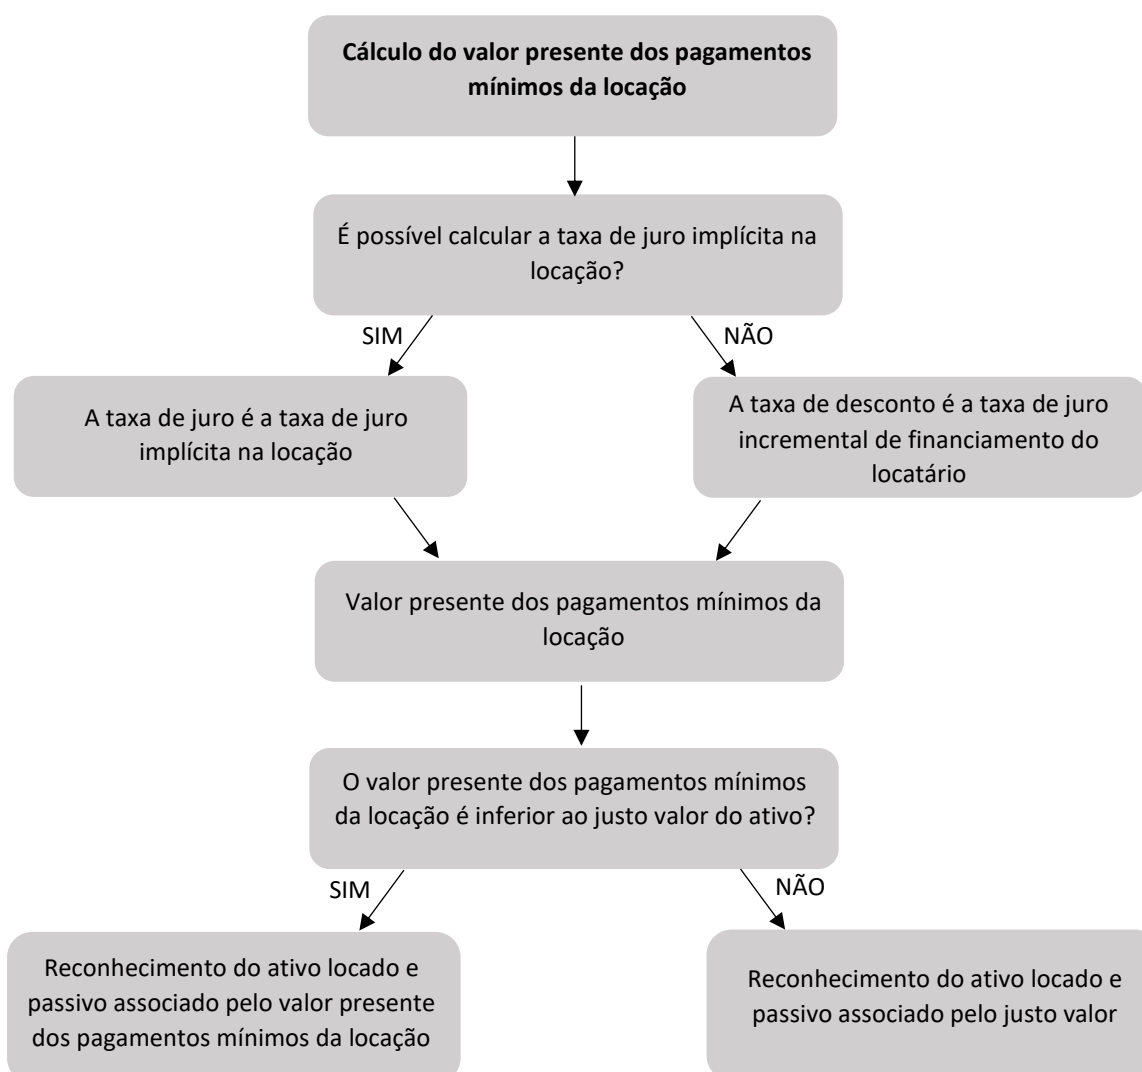 Cálculo do valor presente dos pagamentos
mínimos da locação
É possível calcular a taxa de juro implícita na
locação?
SIM
NÃO
A taxa de juro é a taxa de juro
implícita na locação
A taxa de desconto é a taxa de juro
incremental de financiamento do
locatário
Valor presente dos pagamentos mínimos da
locação
O valor presente dos pagamentos mínimos
da locação é inferior ao justo valor do ativo?
SIM
NÃO
Reconhecimento do ativo locado e
passivo associado pelo valor presente
dos pagamentos mínimos da locação
Reconhecimento do ativo locado e
passivo associado pelo justo valor